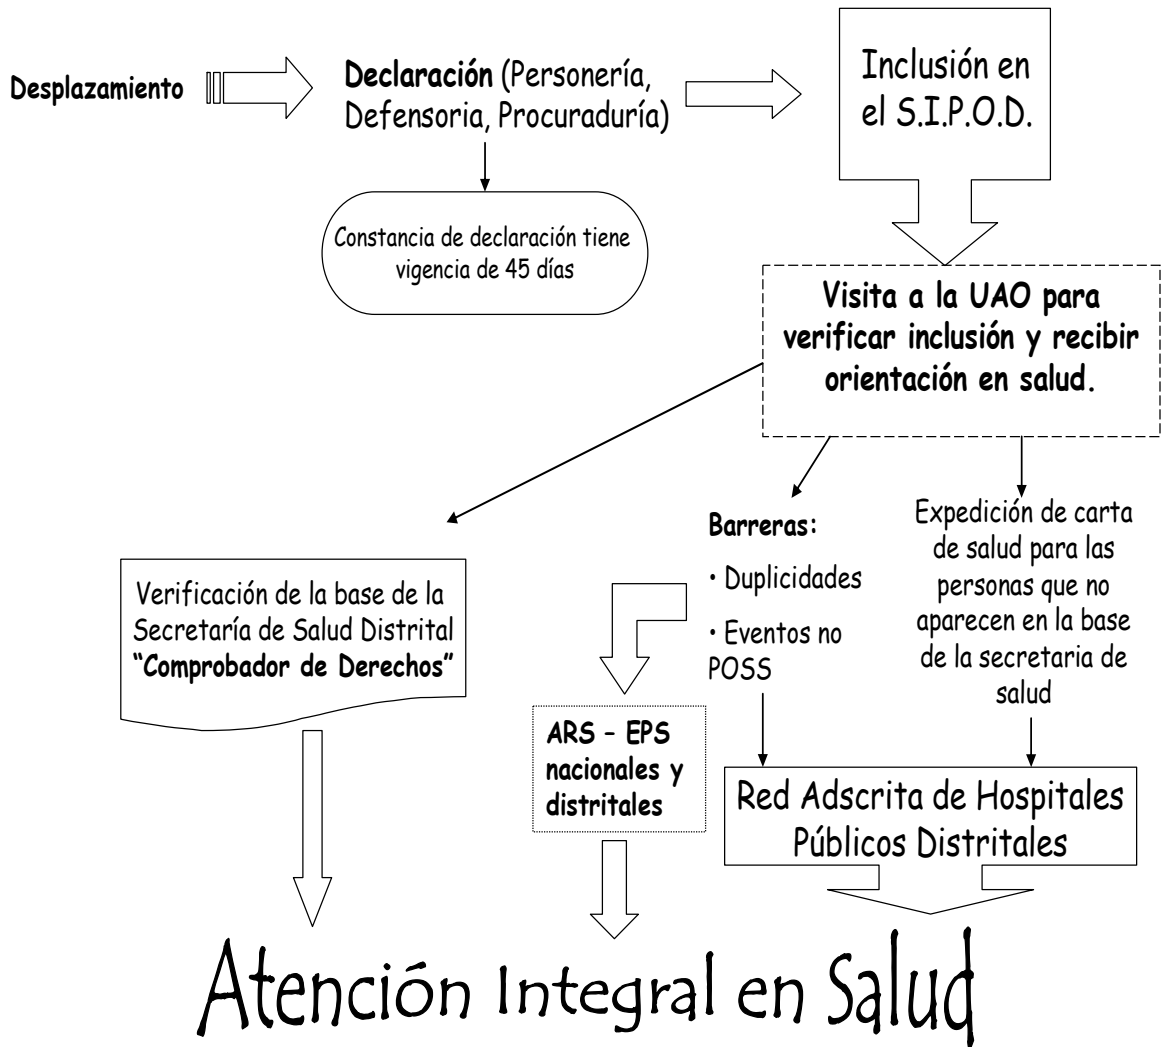 Desplazamiento
Declaración (Personería,
Defensoria, Procuraduría)
Inclusión en
el S.I.P.O.D.
Constancia de declaración tiene
vigencia de 45 días
Visita a la UAO para
verificar inclusión y recibir
orientación en salud.
Verificación de la base de la
Secretaría de Salud Distrital
“Comprobador de Derechos”
Barreras:
• Duplicidades
• Eventos no
POSS
Expedición de carta
de salud para las
personas que no
aparecen en la base
de la secretaria de
salud
ARS – EPS
nacionales y
distritales
Red Adscrita de Hospitales
Públicos Distritales
Atención Integral en Salud